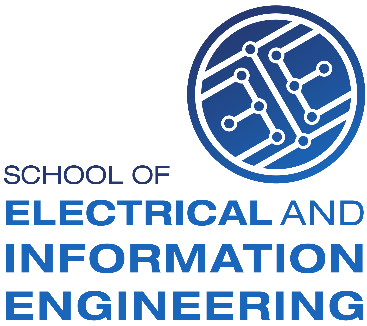 SCHOOL OF
ELECTRICAL AND
INFORMATION
ENGINEERING